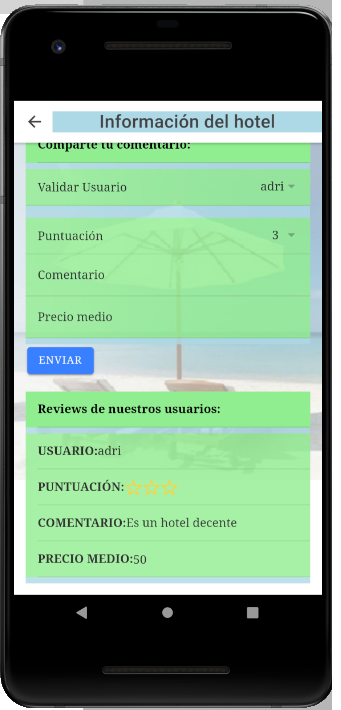 Información del hotel
Comparte tu comentario:
Validar Usuario adri
Puntuación 3
Comentario
Precio medio
ENVIAR
Reviews de nuestros usuarios:
USUARIO:adri
PUNTUACIÓN:
COMENTARIO:Es un hotel decente
PRECIO MEDIO:50